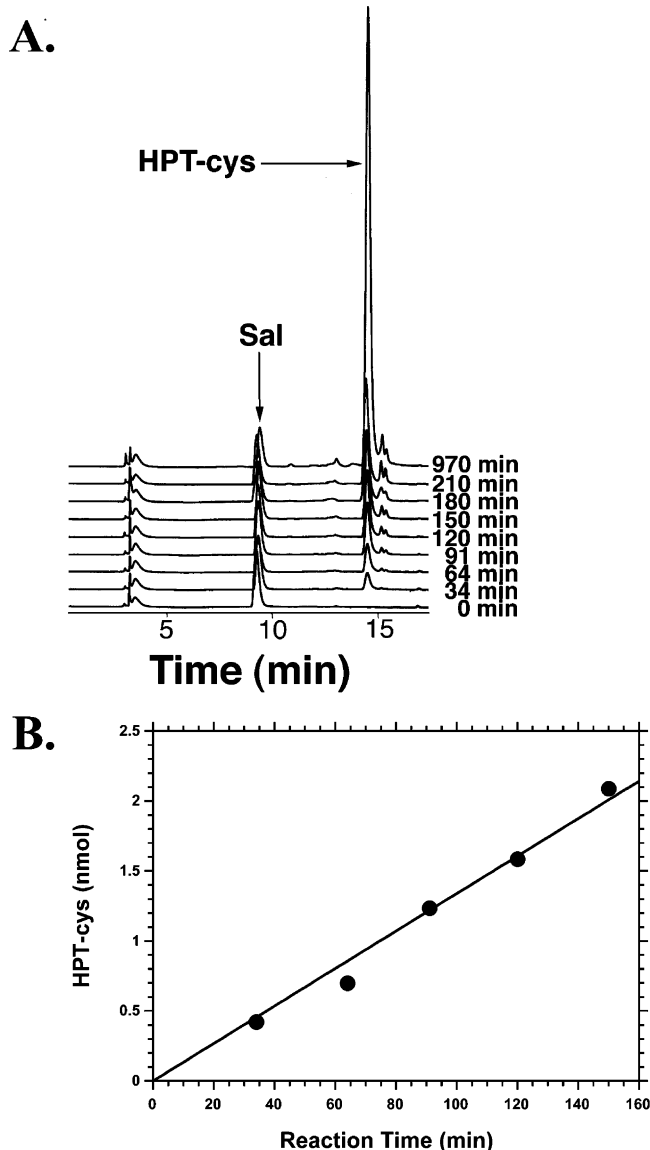 A.
HPT-cys
Sal
970 min
210 min
180 min
150 min
120 min
91 min
64 min
34 min
0 min
5 10 15
Time (min)
B.
2.5
2
1.5
1
0.5
0
HPT-cys (nmol)
0 20 40 60 80 100 120 140 160
Reaction Time (min)